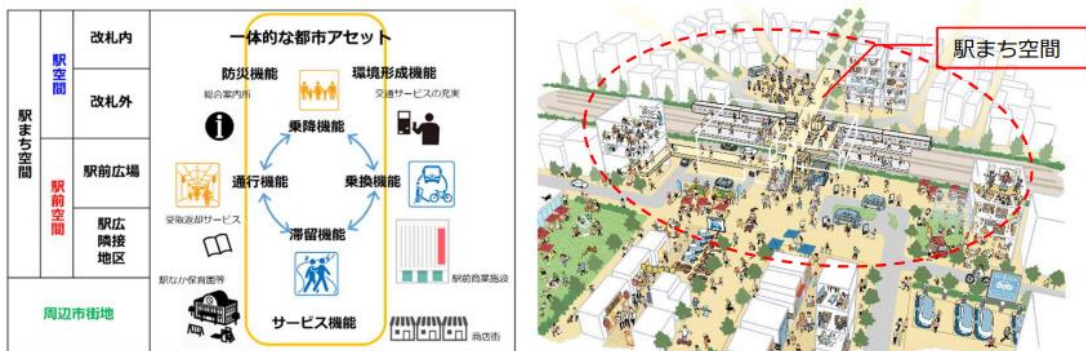 駅まち空間
駅空間
改札内
改札外
駅前空間
駅前広場
駅広
隣接
地区
周辺市街地
一体的な都市アセット
防災機能
環境形成機能
総合案内所
交通サービスの充実
乗降機能
通行機能
乗換機能
受取返却サービス
滞留機能
駅なか保育園等
駅前商業施設
サービス機能
商店街
駅まち空間